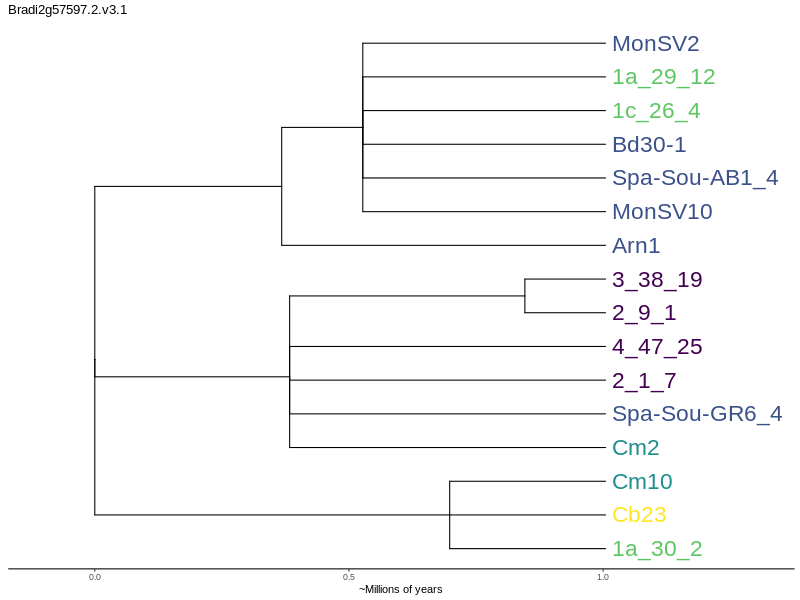 Bradi2g57597.2.v3.1
MonSV2
1a_29_12
1c_26_4
Bd30-1
Spa-Sou-AB1_4
MonSV10
Arn1
3_38_19
2_9_1
4_47_25
2_1_7
Spa-Sou-GR6_4
Cm2
Cm10
Cb23
1a_30_2
0.0 0.5 1.0
~Millions of years